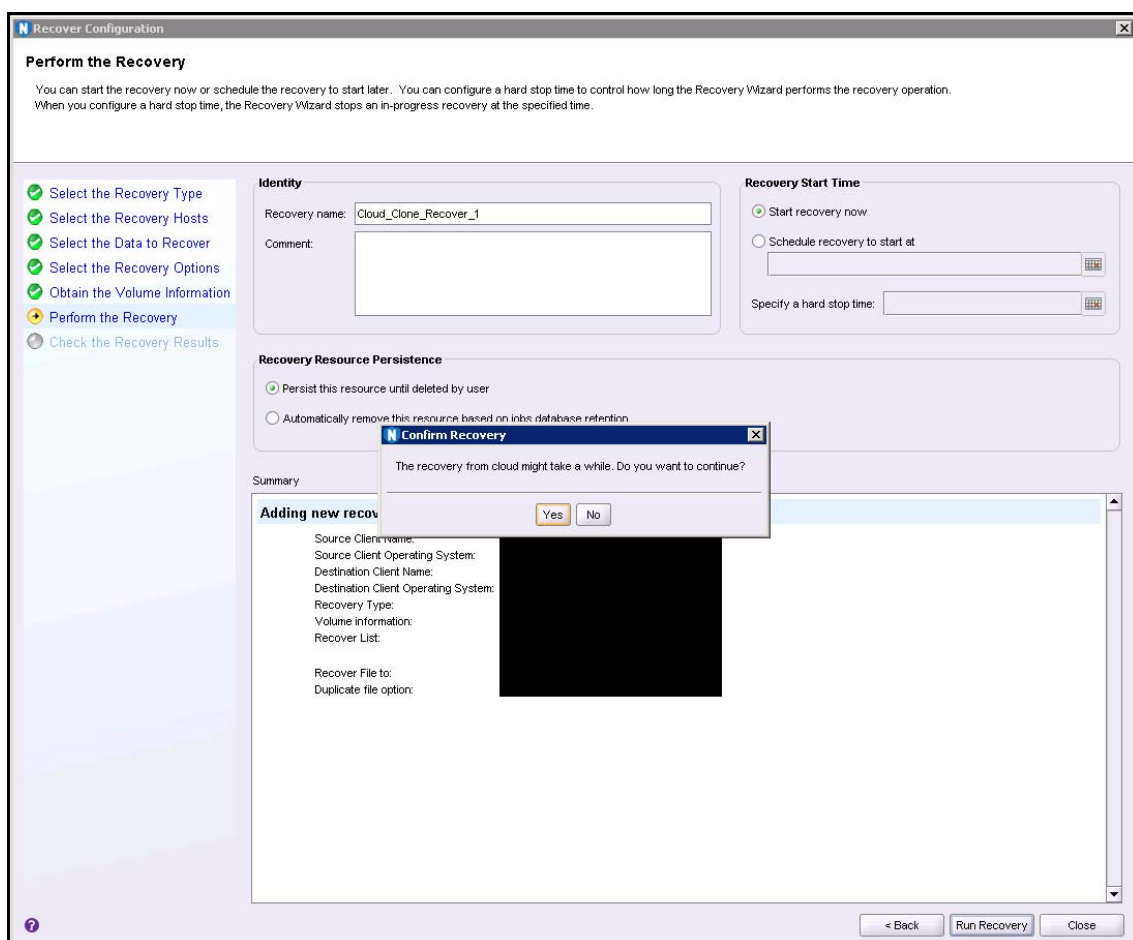 Recover Configuration
Perform the Recovery
You can start the recovery now or schedule the recovery to start later. You can configure a hard stop time to control how long the Recovery Wizard performs the recovery operation.
When you configure a hard stop time, the Recovery Wizard stops an in-progress recovery at the specified time.
Select the Recovery Type
Select the Recovery Hosts
Select the Data to Recover
Select the Recovery Options
Obtain the Volume Information
Perform the Recovery
Check the Recovery Results
Identity
Recovery name: Cloud_Clone_Recover_1
Comment:
Recovery Start Time
Start recovery now
Schedule recovery to start at
Specify a hard stop time:
Recovery Resource Persistence
Persist this resource until deleted by user
Automatically remove this resource based on jobs database retention
Confirm Recovery
The recovery from cloud might take a while. Do you want to continue?
Yes No
Summary
Adding new recov
Source Client Name:
Source Client Operating System:
Destination Client Name:
Destination Client Operating System:
Recovery Type:
Volume information:
Recover List:
Recover File to:
Duplicate file option:
< Back Run Recovery Close